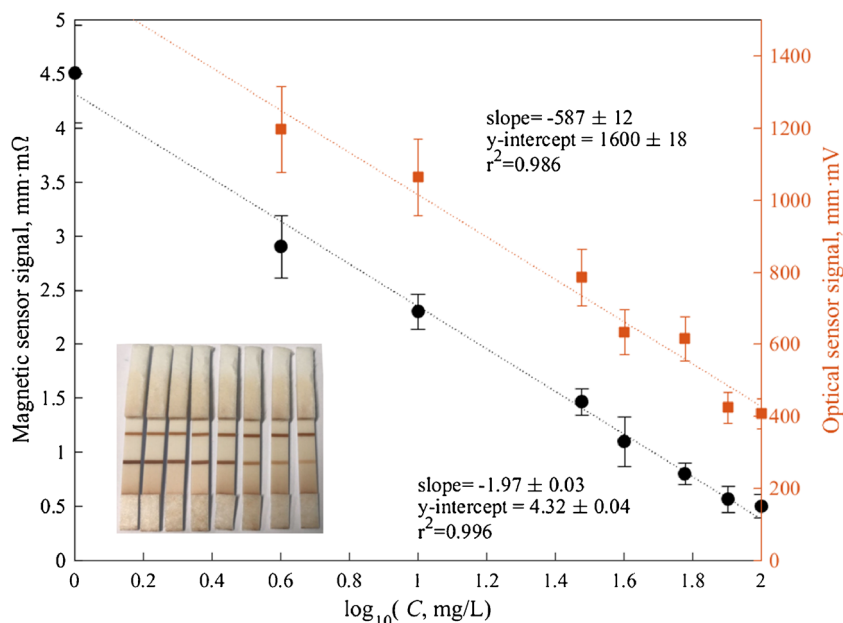 5
4.5
4
3.5
3
2.5
2
1.5
1
0.5
0
Magnetic sensor signal, mm·mΩ
1400
1200
1000
800
600
400
200
0
Optical sensor signal, mm·mV
slope= -587 ± 12
y-intercept = 1600 ± 18
r²=0.986
slope= -1.97 ± 0.03
y-intercept = 4.32 ± 0.04
r²=0.996
0 0.2 0.4 0.6 0.8 1 1.2 1.4 1.6 1.8 2
log₁₀( C, mg/L)